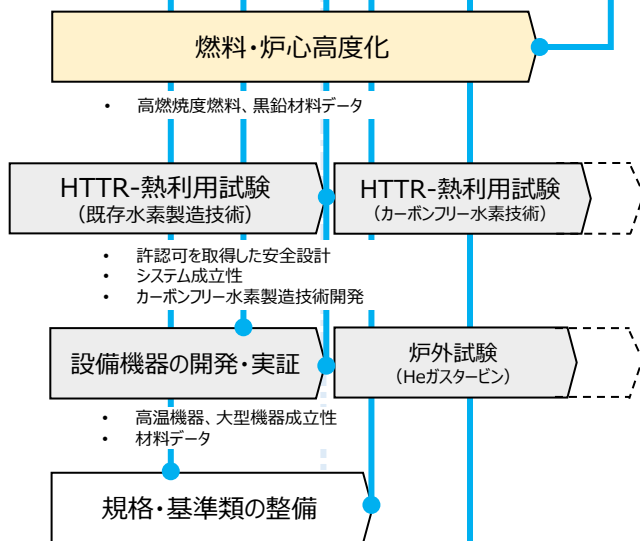 燃料・炉心高度化
• 高燃焼度燃料、黒鉛材料データ
HTTR-熱利用試験
（既存水素製造技術）
HTTR-熱利用試験
（カーボンフリー水素技術）
• 許認可を取得した安全設計
• システム成立性
• カーボンフリー水素製造技術開発
設備機器の開発・実証
炉外試験
（Heガスタービン）
• 高温機器、大型機器成立性
• 材料データ
規格・基準類の整備